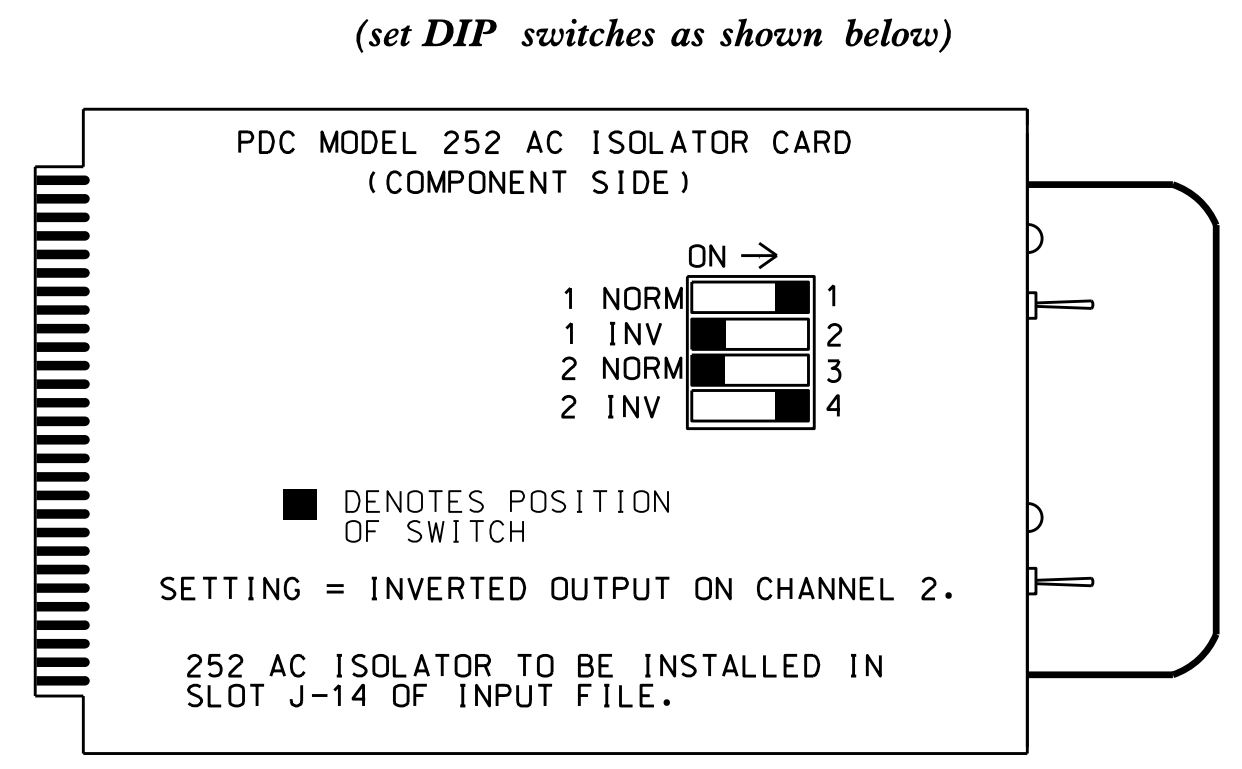 (set DIP switches as shown below)
PDC MODEL 252 AC ISOLATOR CARD
(COMPONENT SIDE)
ON →
1 NORM 1
1 INV 2
2 NORM 3
2 INV 4
DENOTES POSITION
OF SWITCH
SETTING = INVERTED OUTPUT ON CHANNEL 2.
252 AC ISOLATOR TO BE INSTALLED IN
SLOT J-14 OF INPUT FILE.